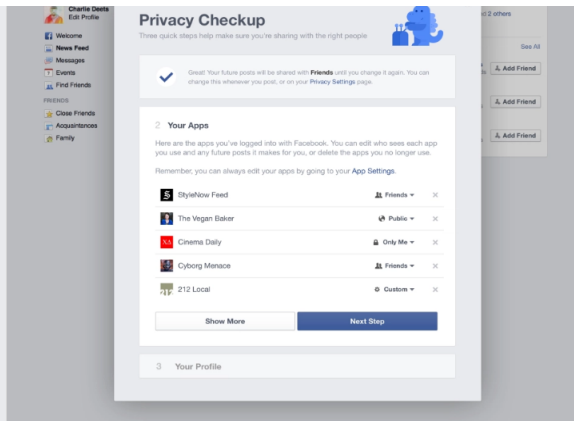 Charlie Deets
Edit Profile
Welcome
News Feed
Messages
Events
Find Friends
FRIENDS
Close Friends
Acquaintances
Family
Privacy Checkup
Three quick steps help make sure you're sharing with the right people
Great! Your future posts will be shared with Friends until you change it again. You can
change this whenever you post, or on your Privacy Settings page.
2 Your Apps
Here are the apps you've logged into with Facebook. You can edit who sees each app
you use and any future posts it makes for you, or delete the apps you no longer use.
Remember, you can always edit your apps by going to your App Settings.
StyleNow Feed Friends
The Vegan Baker Public
Cinema Daily Only Me
Cyborg Menace Friends
212 Local Custom
Show More Next Step
3 Your Profile
2 others
See All
Add Friend
Add Friend
Add Friend